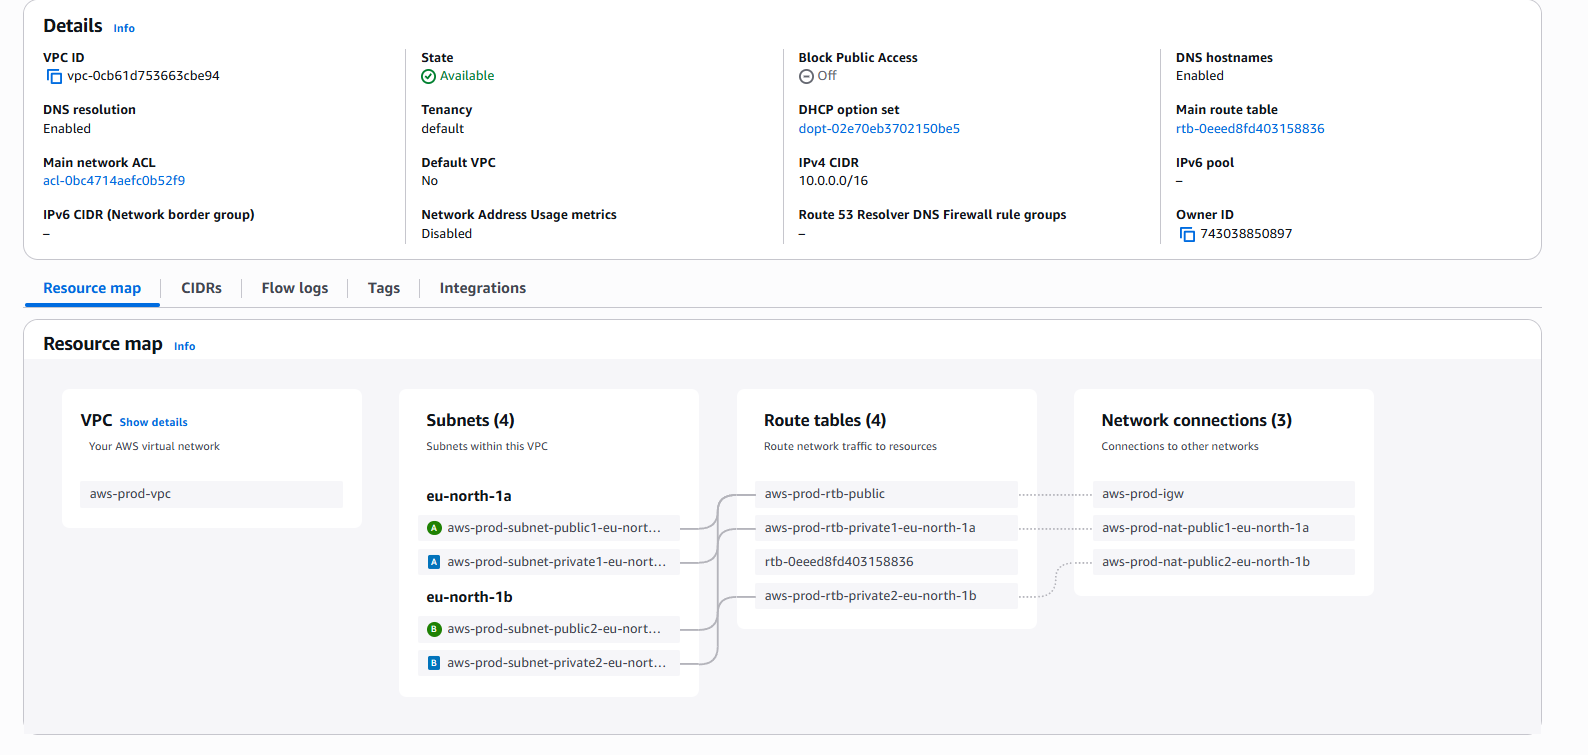 Details Info
VPC ID
vpc-0cb61d753663cbe94
State
Available
Block Public Access
Off
DNS hostnames
Enabled
DNS resolution
Enabled
Tenancy
default
DHCP option set
dopt-02e70eb3702150be5
Main route table
rtb-0eeed8fd403158836
Main network ACL
acl-0bc4714aefc0b52f9
Default VPC
No
IPv4 CIDR
10.0.0.0/16
IPv6 pool
–
IPv6 CIDR (Network border group)
–
Network Address Usage metrics
Disabled
Route 53 Resolver DNS Firewall rule groups
–
Owner ID
743038850897
Resource map
CIDRs
Flow logs
Tags
Integrations
Resource map Info
VPC Show details
Your AWS virtual network
aws-prod-vpc
Subnets (4)
Subnets within this VPC
eu-north-1a
A aws-prod-subnet-public1-eu-nort...
A aws-prod-subnet-private1-eu-nort...
eu-north-1b
B aws-prod-subnet-public2-eu-nort...
B aws-prod-subnet-private2-eu-nort...
Route tables (4)
Route network traffic to resources
aws-prod-rtb-public
aws-prod-rtb-private1-eu-north-1a
rtb-0eeed8fd403158836
aws-prod-rtb-private2-eu-north-1b
Network connections (3)
Connections to other networks
aws-prod-igw
aws-prod-nat-public1-eu-north-1a
aws-prod-nat-public2-eu-north-1b